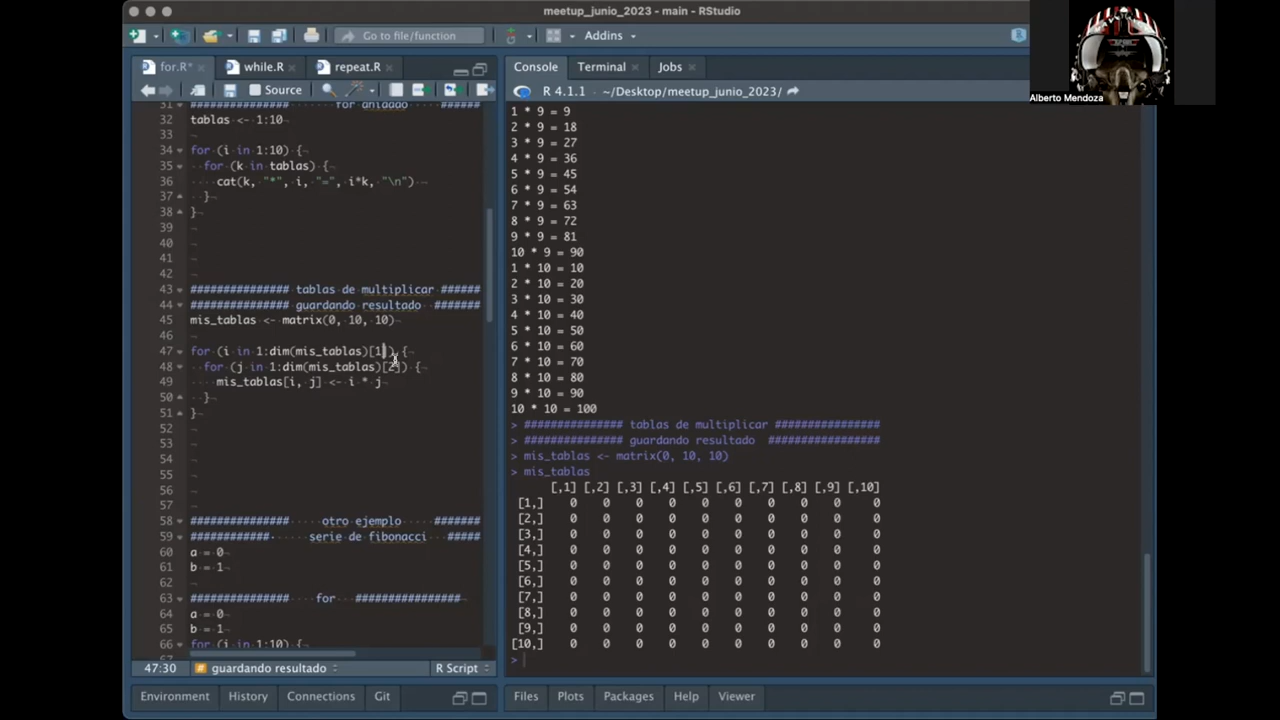 meetup_junio_2023 - main - RStudio
Go to file/function
Addins
Alberto Mendoza
for.R*
while.R
repeat.R
Source
31 ############### for anidado ######
32 tablas <- 1:10
33
34 for (i in 1:10) {
35 for (k in tablas) {
36 cat(k, "*", i, "=", i*k, "\n")
37 }
38 }
39
40
41
42
43 ############### tablas de multiplicar ######
44 ############### guardando resultado #######
45 mis_tablas <- matrix(0, 10, 10)
46
47 for (i in 1:dim(mis_tablas)[1]) {
48 for (j in 1:dim(mis_tablas)[2]) {
49 mis_tablas[i, j] <- i * j
50 }
51 }
52
53
54
55
56
57
58 ############### otro ejemplo #######
59 ############ serie de fibonacci #####
60 a = 0
61 b = 1
62
63 ############### for ################
64 a = 0
65 b = 1
66 for (i in 1:10) {
47:30
# guardando resultado
R Script
Environment
History
Connections
Git
Console
Terminal
Jobs
R 4.1.1 · ~/Desktop/meetup_junio_2023/
1 * 9 = 9
2 * 9 = 18
3 * 9 = 27
4 * 9 = 36
5 * 9 = 45
6 * 9 = 54
7 * 9 = 63
8 * 9 = 72
9 * 9 = 81
10 * 9 = 90
1 * 10 = 10
2 * 10 = 20
3 * 10 = 30
4 * 10 = 40
5 * 10 = 50
6 * 10 = 60
7 * 10 = 70
8 * 10 = 80
9 * 10 = 90
10 * 10 = 100
> ############### tablas de multiplicar ################
> ############### guardando resultado #################
> mis_tablas <- matrix(0, 10, 10)
> mis_tablas
[,1] [,2] [,3] [,4] [,5] [,6] [,7] [,8] [,9] [,10]
[1,] 0 0 0 0 0 0 0 0 0 0
[2,] 0 0 0 0 0 0 0 0 0 0
[3,] 0 0 0 0 0 0 0 0 0 0
[4,] 0 0 0 0 0 0 0 0 0 0
[5,] 0 0 0 0 0 0 0 0 0 0
[6,] 0 0 0 0 0 0 0 0 0 0
[7,] 0 0 0 0 0 0 0 0 0 0
[8,] 0 0 0 0 0 0 0 0 0 0
[9,] 0 0 0 0 0 0 0 0 0 0
[10,] 0 0 0 0 0 0 0 0 0 0
>
Files
Plots
Packages
Help
Viewer